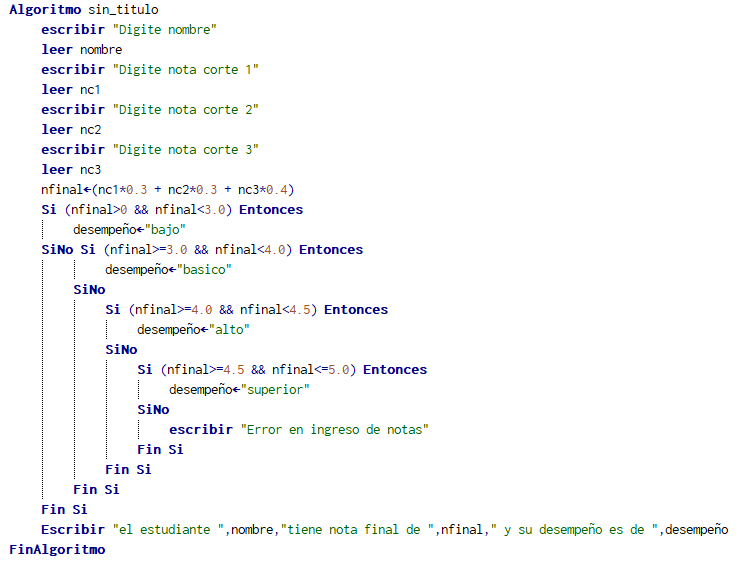 Algoritmo sin_titulo
escribir "Digite nombre"
leer nombre
escribir "Digite nota corte 1"
leer nc1
escribir "Digite nota corte 2"
leer nc2
escribir "Digite nota corte 3"
leer nc3
nfinal←(nc1*0.3 + nc2*0.3 + nc3*0.4)
Si (nfinal>0 && nfinal<3.0) Entonces
desempeño←"bajo"
SiNo Si (nfinal>=3.0 && nfinal<4.0) Entonces
desempeño←"basico"
SiNo
Si (nfinal>=4.0 && nfinal<4.5) Entonces
desempeño←"alto"
SiNo
Si (nfinal>=4.5 && nfinal<=5.0) Entonces
desempeño←"superior"
SiNo
escribir "Error en ingreso de notas"
Fin Si
Fin Si
Fin Si
Fin Si
Escribir "el estudiante ",nombre,"tiene nota final de ",nfinal," y su desempeño es de ",desempeño
FinAlgoritmo